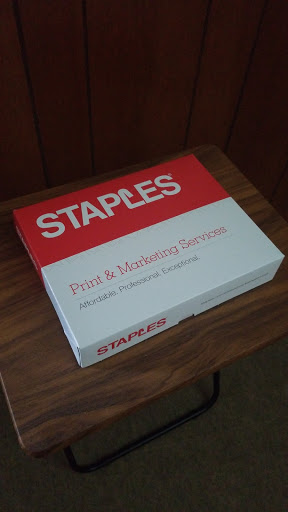 STAPLES
Print & Marketing Services
Affordable. Professional. Exceptional.
STAPLES